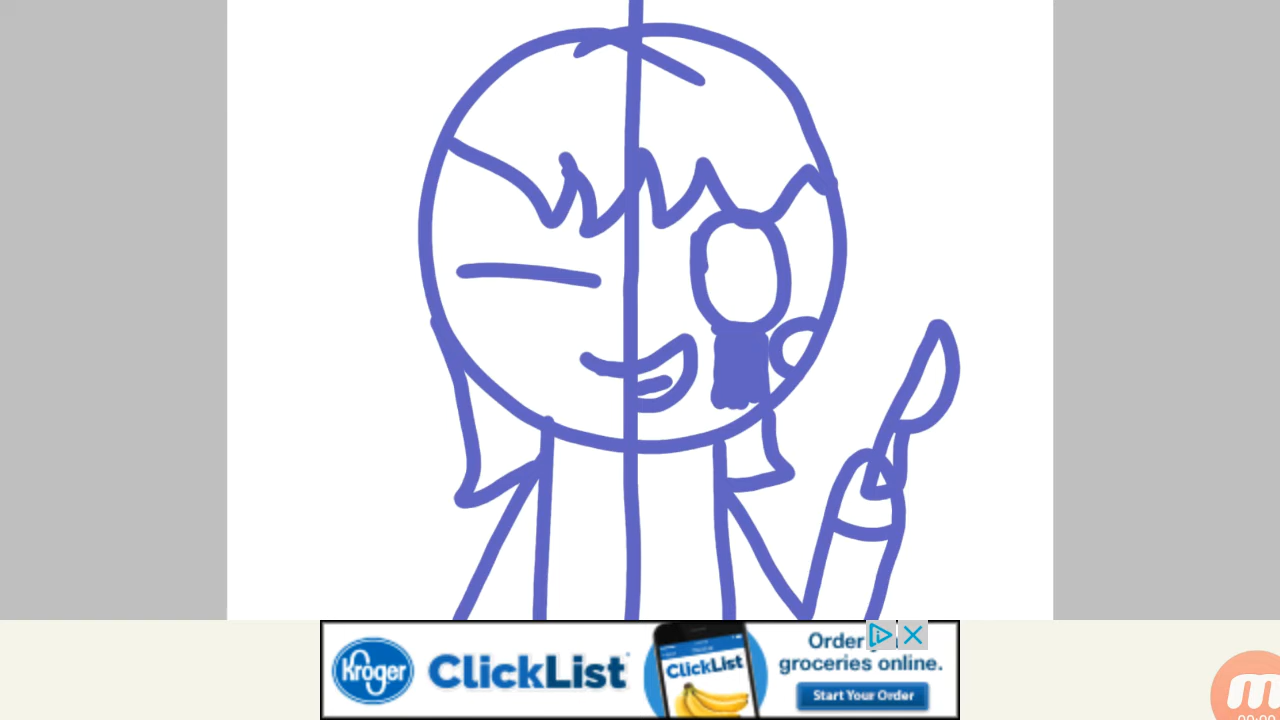 Kroger
ClickList
ClickList
Order
groceries online.
Start Your Order